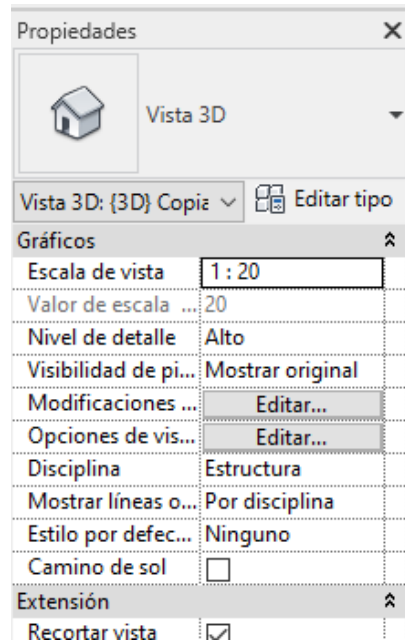 Propiedades
Vista 3D
Vista 3D: {3D} Copia
Editar tipo
Gráficos
Escala de vista 1 : 20
Valor de escala ... 20
Nivel de detalle Alto
Visibilidad de pi... Mostrar original
Modificaciones ... Editar...
Opciones de vis... Editar...
Disciplina Estructura
Mostrar líneas o... Por disciplina
Estilo por defec... Ninguno
Camino de sol
Extensión
Recortar vista